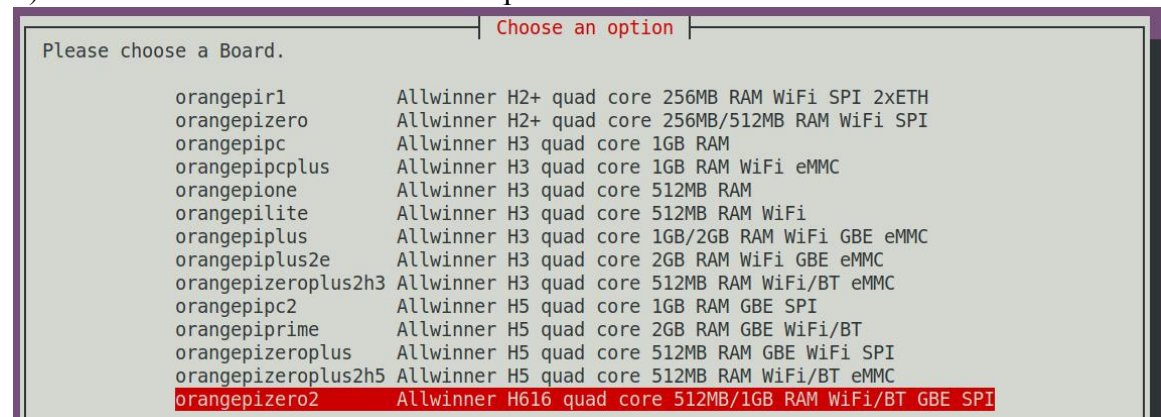 Choose an option
Please choose a Board.
orangepir1 Allwinner H2+ quad core 256MB RAM WiFi SPI 2xETH
orangepizero Allwinner H2+ quad core 256MB/512MB RAM WiFi SPI
orangepipc Allwinner H3 quad core 1GB RAM
orangepipcplus Allwinner H3 quad core 1GB RAM WiFi eMMC
orangepione Allwinner H3 quad core 512MB RAM
orangepilite Allwinner H3 quad core 512MB RAM WiFi
orangepiplus Allwinner H3 quad core 1GB/2GB RAM WiFi GBE eMMC
orangepiplus2e Allwinner H3 quad core 2GB RAM WiFi GBE eMMC
orangepizeroplus2h3 Allwinner H3 quad core 512MB RAM WiFi/BT eMMC
orangepipc2 Allwinner H5 quad core 1GB RAM GBE SPI
orangepiprime Allwinner H5 quad core 2GB RAM GBE WiFi/BT
orangepizeroplus Allwinner H5 quad core 512MB RAM GBE WiFi SPI
orangepizeroplus2h5 Allwinner H5 quad core 512MB RAM WiFi/BT eMMC
orangepizero2 Allwinner H616 quad core 512MB/1GB RAM WiFi/BT GBE SPI